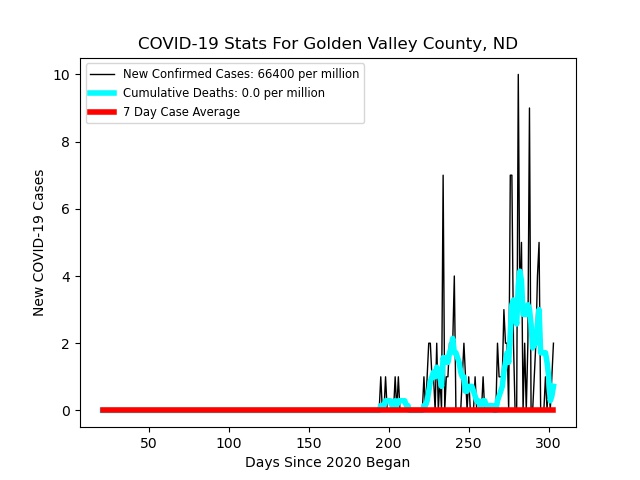 COVID-19 Stats For Golden Valley County, ND
New Confirmed Cases: 66400 per million
Cumulative Deaths: 0.0 per million
7 Day Case Average
New COVID-19 Cases
10
8
6
4
2
0
50 100 150 200 250 300
Days Since 2020 Began